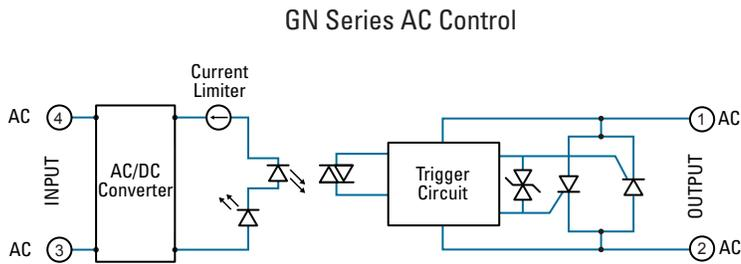 GN Series AC Control
Current
Limiter
AC 4
1 AC
INPUT
AC/DC
Converter
Trigger
Circuit
OUTPUT
AC 3
2 AC